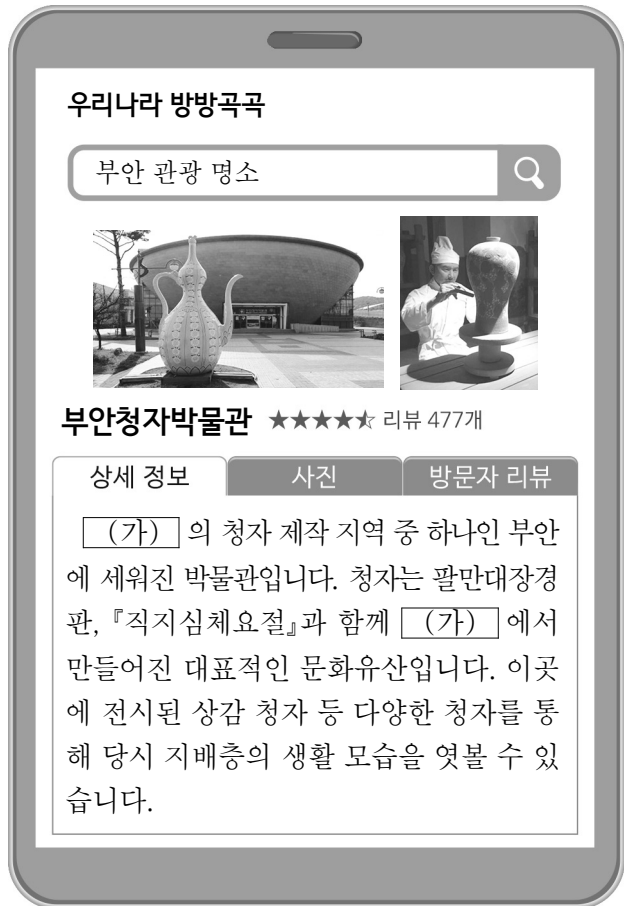 우리나라 방방곡곡
부안 관광 명소
부안청자박물관 ★★★★⯪ 리뷰 477개
상세 정보 사진 방문자 리뷰
(가) 의 청자 제작 지역 중 하나인 부안
에 세워진 박물관입니다. 청자는 팔만대장경
판, 『직지심체요절』과 함께 (가) 에서
만들어진 대표적인 문화유산입니다. 이곳
에 전시된 상감 청자 등 다양한 청자를 통
해 당시 지배층의 생활 모습을 엿볼 수 있
습니다.